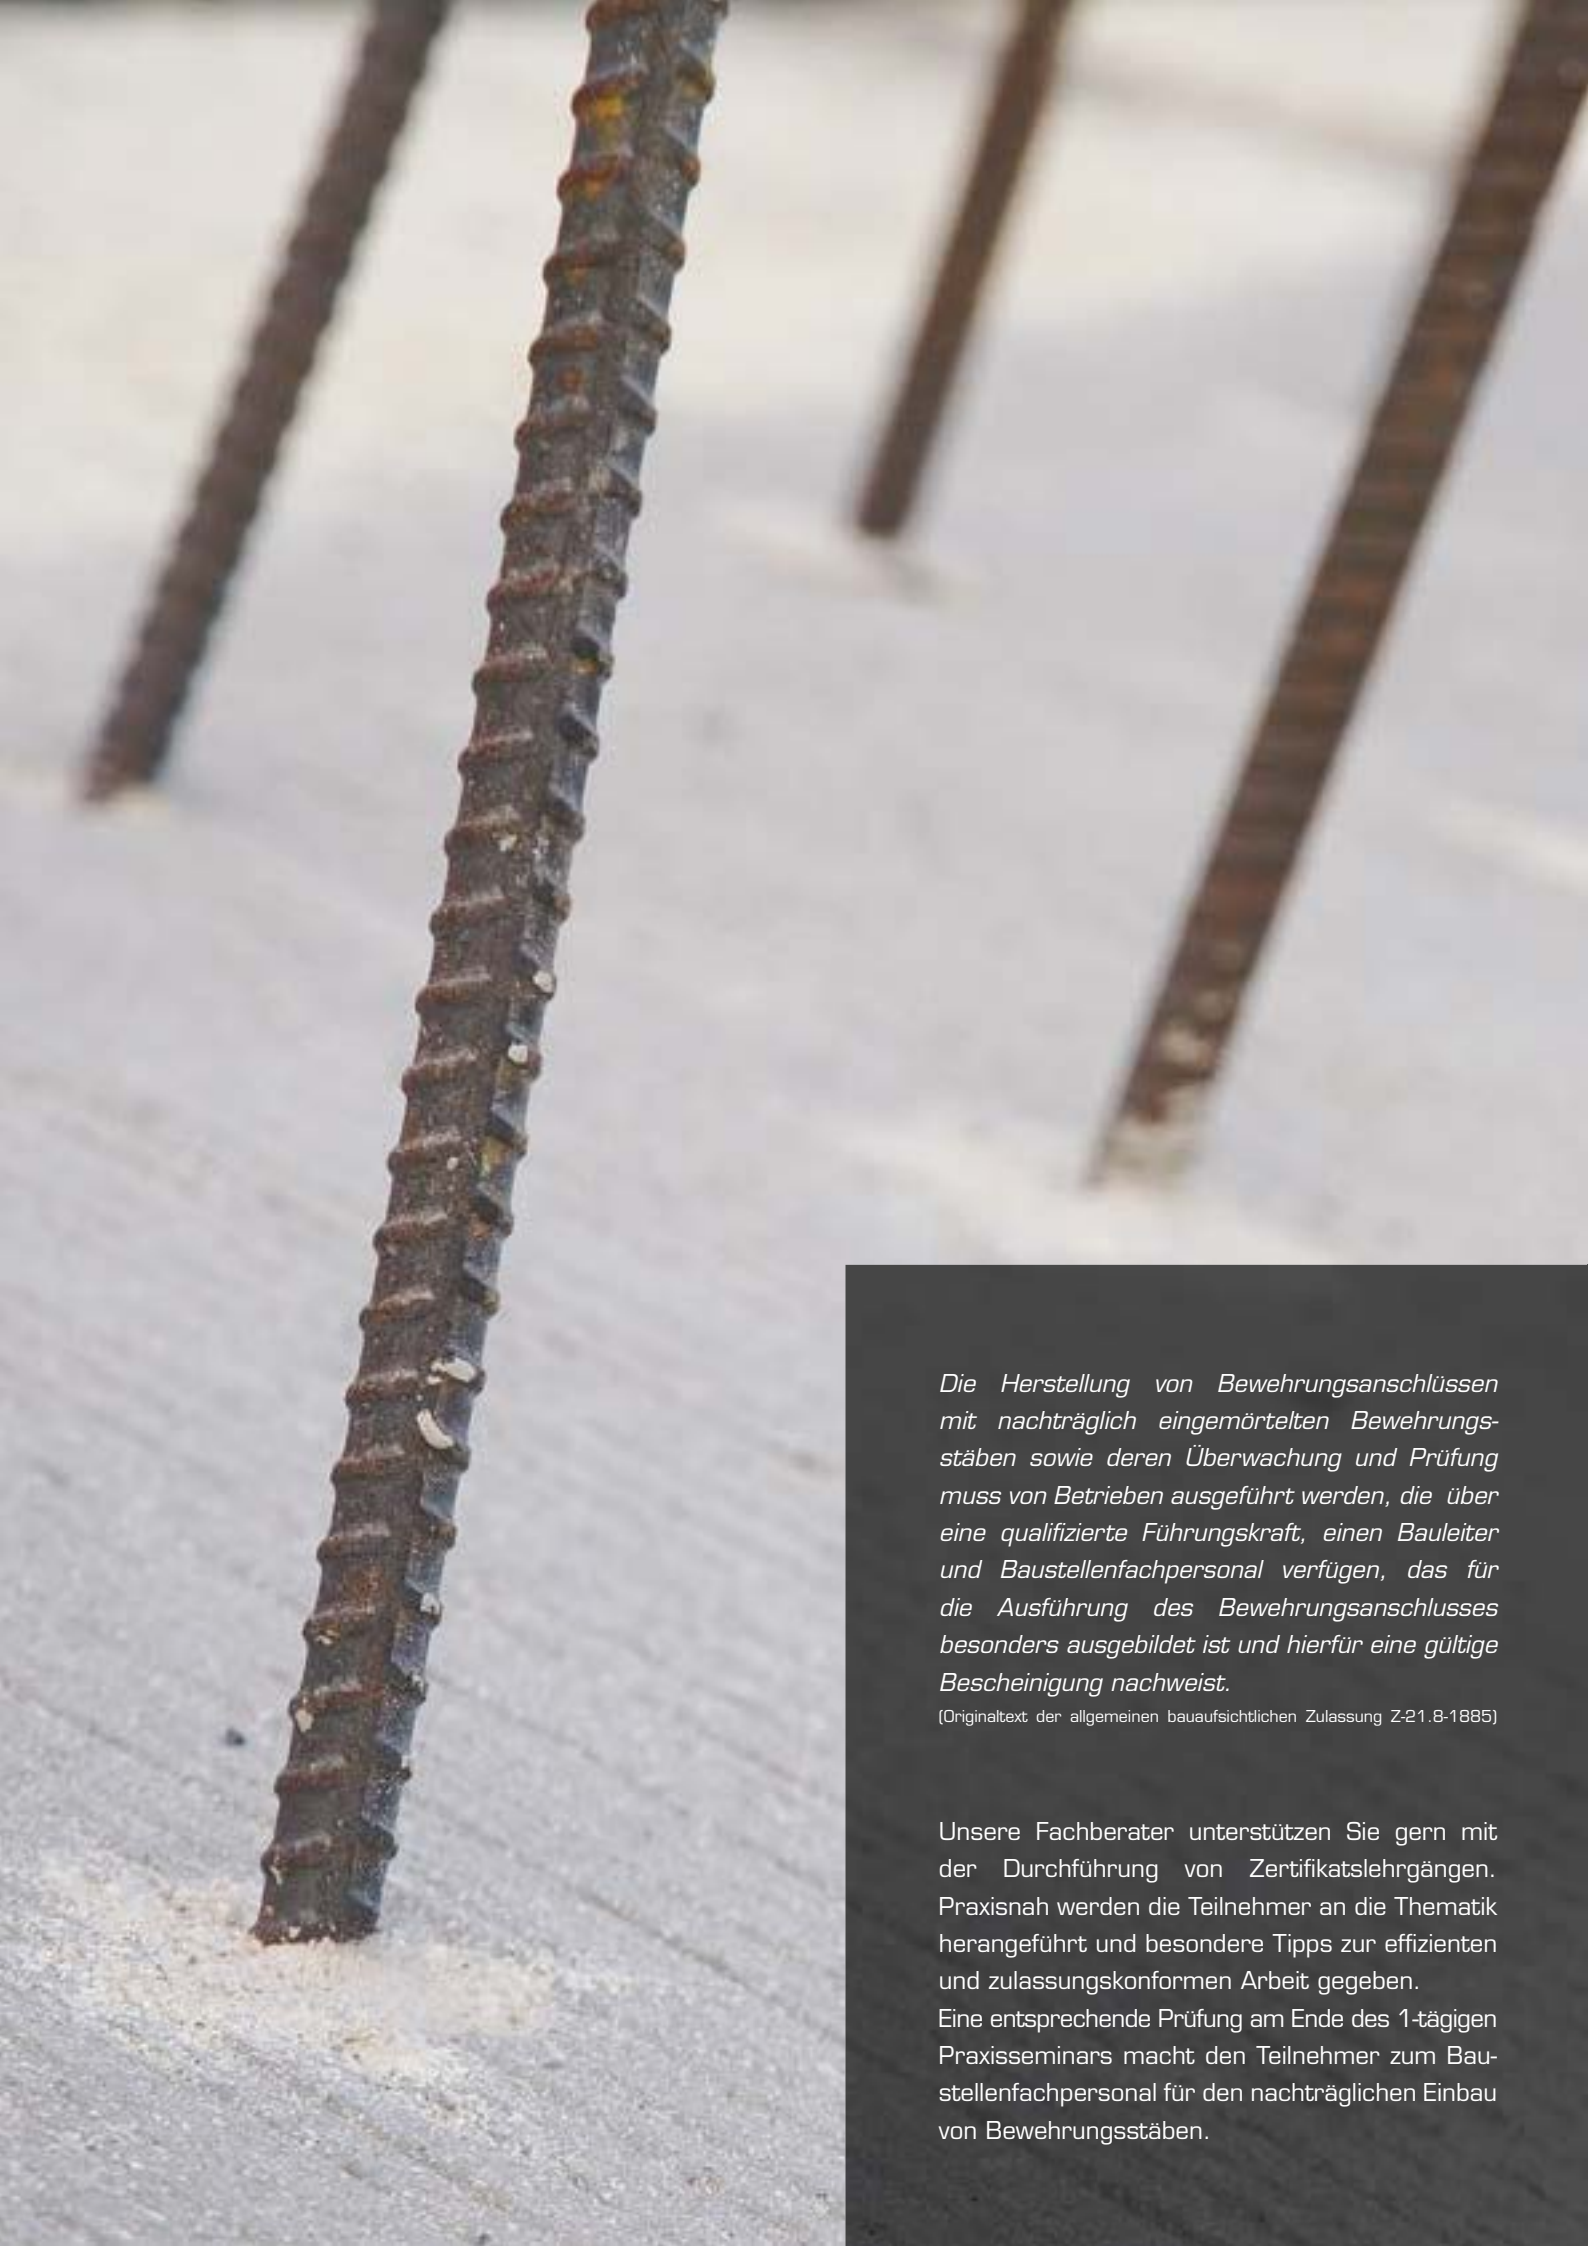 Die Herstellung von Bewehrungsanschlüssen
mit nachträglich eingemörtelten Bewehrungs-
stäben sowie deren Überwachung und Prüfung
muss von Betrieben ausgeführt werden, die über
eine qualifizierte Führungskraft, einen Bauleiter
und Baustellenfachpersonal verfügen, das für
die Ausführung des Bewehrungsanschlusses
besonders ausgebildet ist und hierfür eine gültige
Bescheinigung nachweist.
(Originaltext der allgemeinen bauaufsichtlichen Zulassung Z-21.8-1885)
Unsere Fachberater unterstützen Sie gern mit
der Durchführung von Zertifikatslehrgängen.
Praxisnah werden die Teilnehmer an die Thematik
herangeführt und besondere Tipps zur effizienten
und zulassungskonformen Arbeit gegeben.
Eine entsprechende Prüfung am Ende des 1-tägigen
Praxisseminars macht den Teilnehmer zum Bau-
stellenfachpersonal für den nachträglichen Einbau
von Bewehrungsstäben.